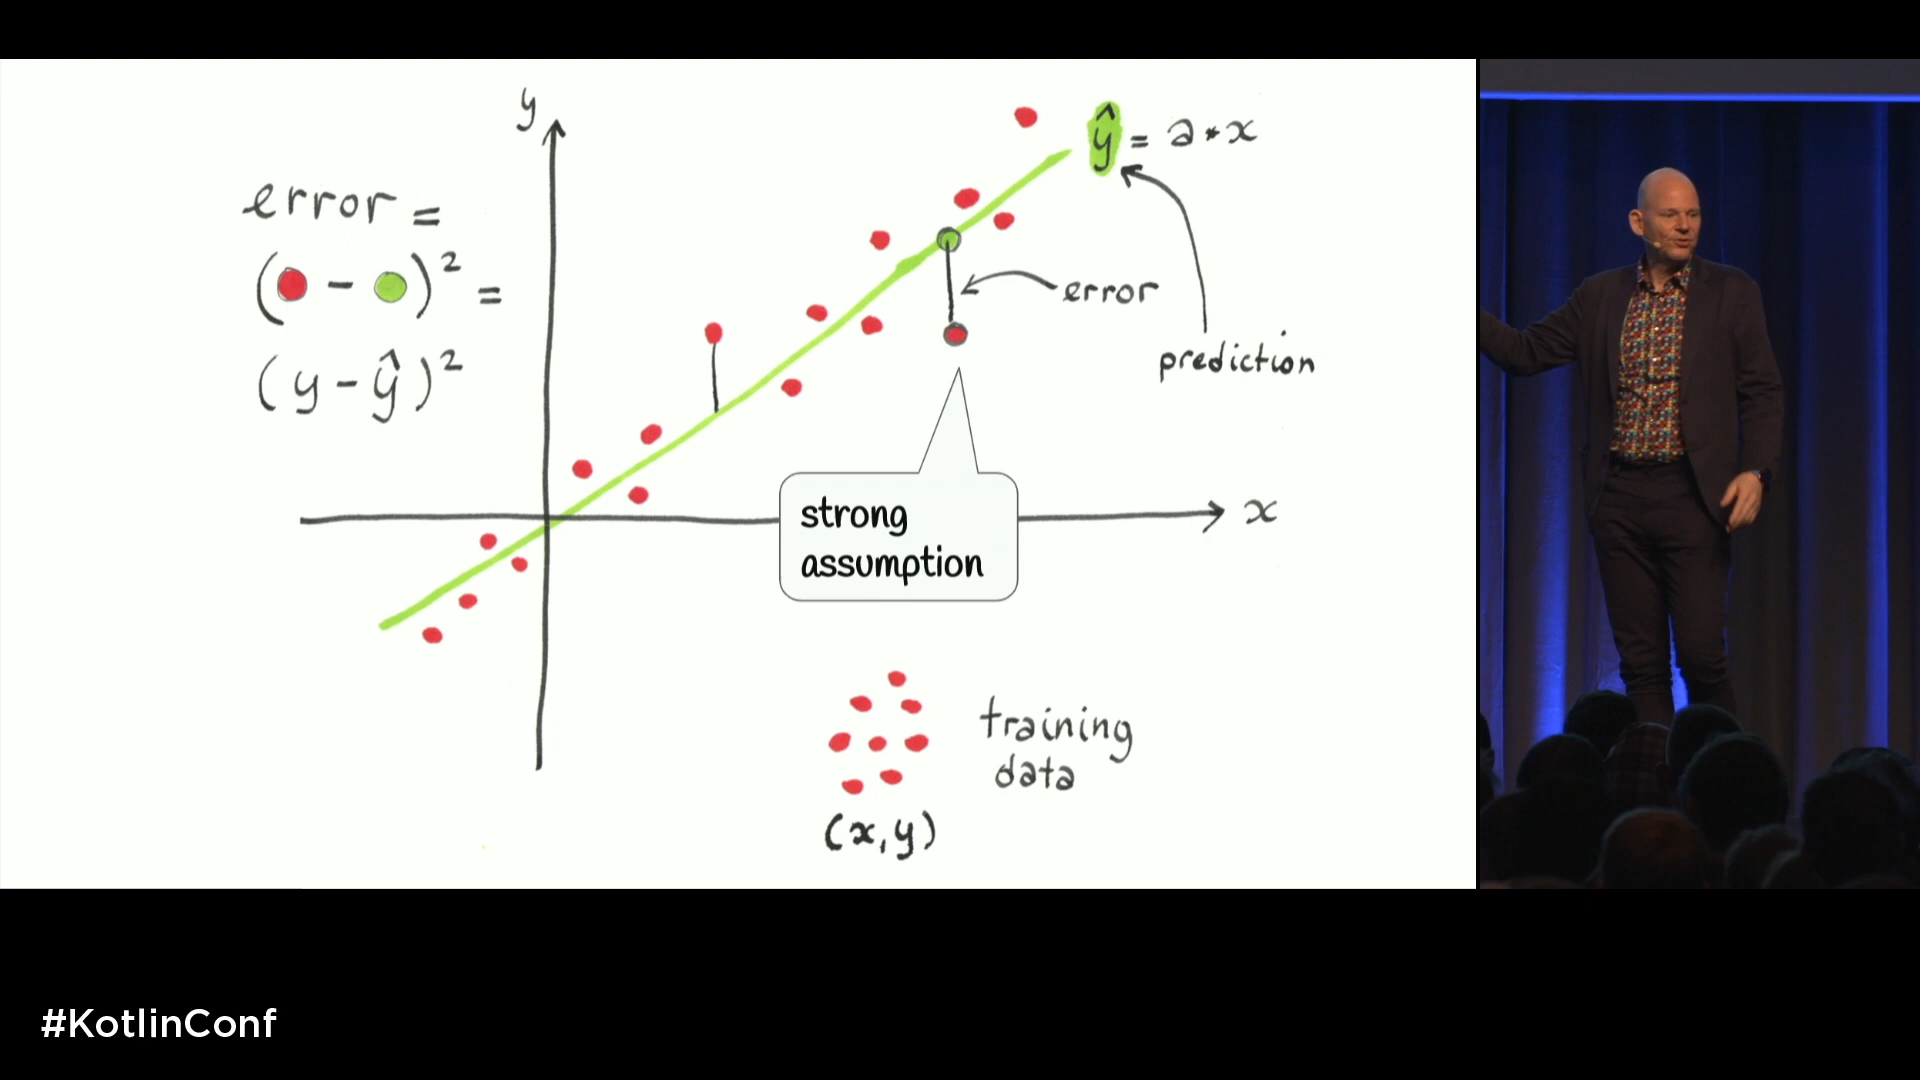 y
ŷ = a * x
error =
( - )² =
(y - ŷ)²
error
prediction
strong
assumption
x
training
data
(x, y)
#KotlinConf